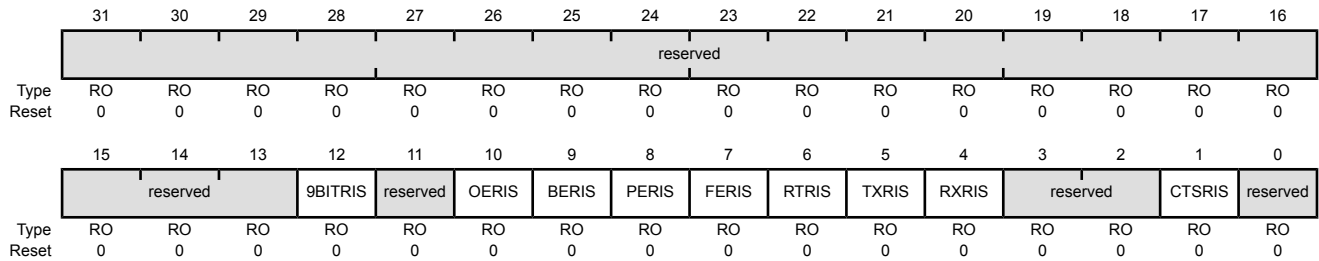 31 30 29 28 27 26 25 24 23 22 21 20 19 18 17 16
reserved
Type RO RO RO RO RO RO RO RO RO RO RO RO RO RO RO RO
Reset 0 0 0 0 0 0 0 0 0 0 0 0 0 0 0 0
15 14 13 12 11 10 9 8 7 6 5 4 3 2 1 0
reserved 9BITRIS reserved OERIS BERIS PERIS FERIS RTRIS TXRIS RXRIS reserved CTSRIS reserved
Type RO RO RO RO RO RO RO RO RO RO RO RO RO RO RO RO
Reset 0 0 0 0 0 0 0 0 0 0 0 0 0 0 0 0